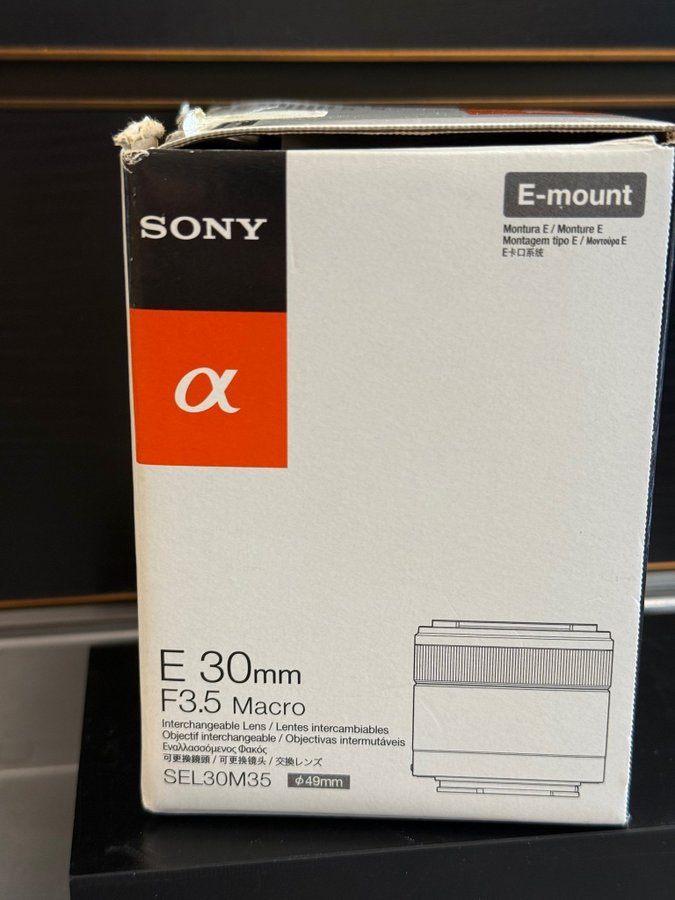 SONY
α
E-mount
Montura E / Monture E
Montagem tipo E / Μοντούρα E
E卡口系统
E 30mm
F3.5 Macro
Interchangeable Lens / Lentes intercambiables
Objectif interchangeable / Objectivas intermutáveis
Εναλλασσόμενος Φακός
可更換鏡頭 / 可更换镜头 / 交換レンズ
SEL30M35 ϕ49mm